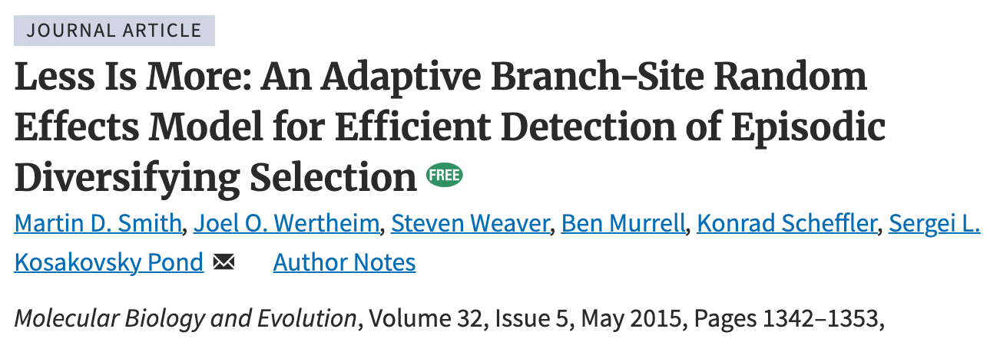 JOURNAL ARTICLE
Less Is More: An Adaptive Branch-Site Random
Effects Model for Efficient Detection of Episodic
Diversifying Selection FREE
Martin D. Smith, Joel O. Wertheim, Steven Weaver, Ben Murrell, Konrad Scheffler, Sergei L.
Kosakovsky Pond Author Notes
Molecular Biology and Evolution, Volume 32, Issue 5, May 2015, Pages 1342–1353,